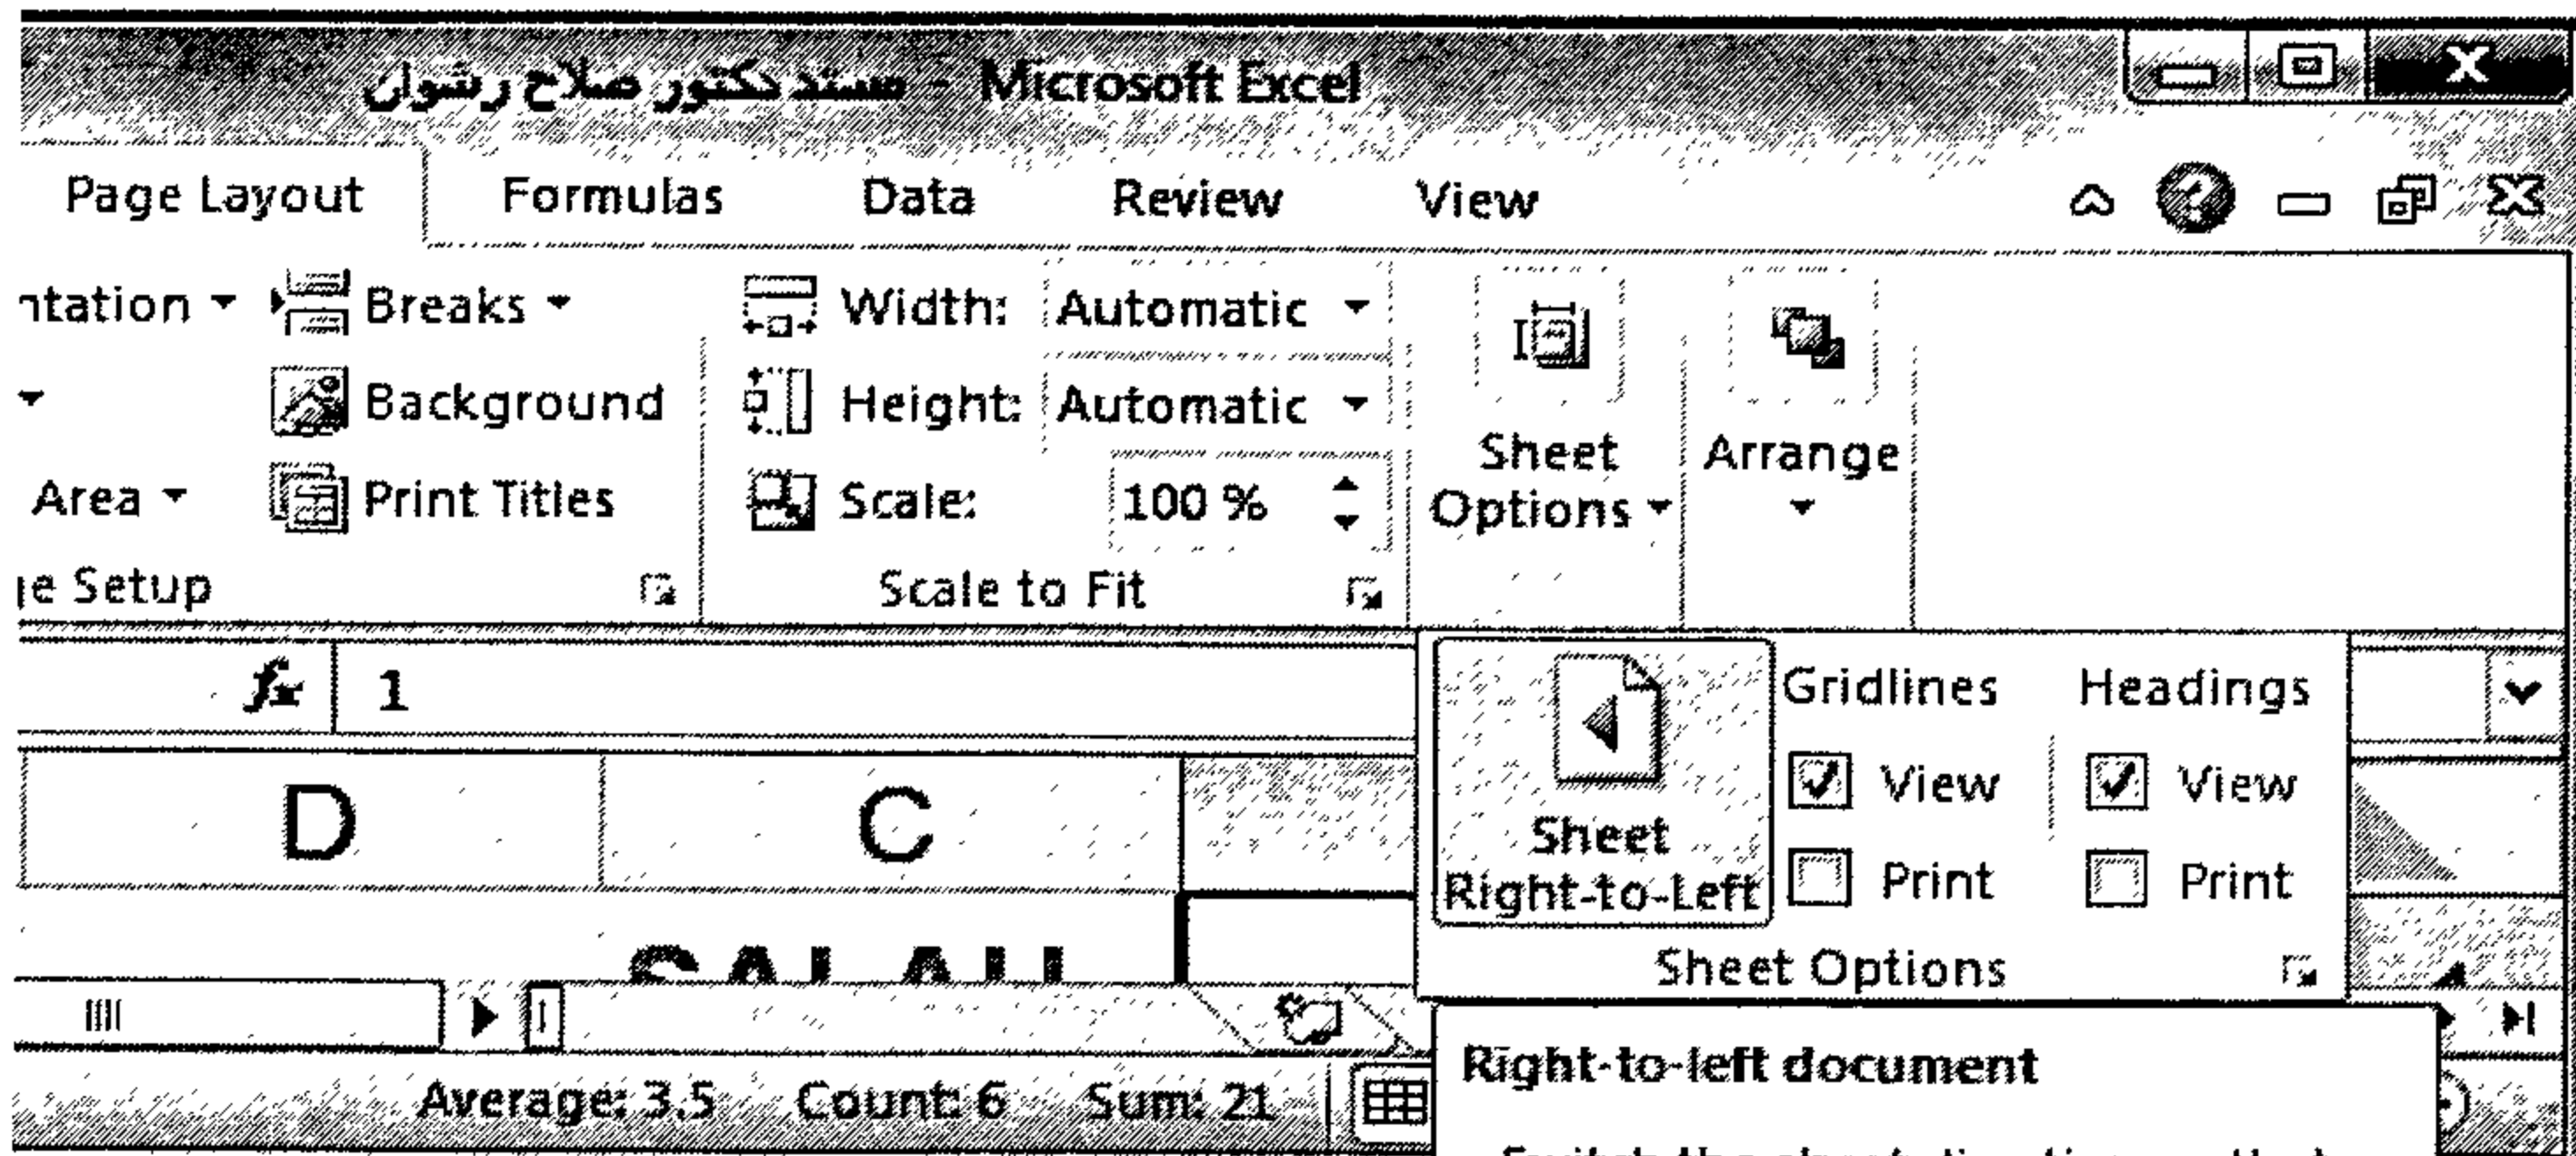 مستند دكتور صلاح رشوان - Microsoft Excel
Page Layout Formulas Data Review View
ntation Breaks Width: Automatic
Background Height: Automatic
Sheet Options Arrange
Area Print Titles Scale: 100 %
e Setup Scale to Fit
fx 1
Gridlines Headings
D C
View View
Sheet Right-to-Left
Print Print
SALAH
Sheet Options
Right-to-left document
Average: 3.5 Count: 6 Sum: 21